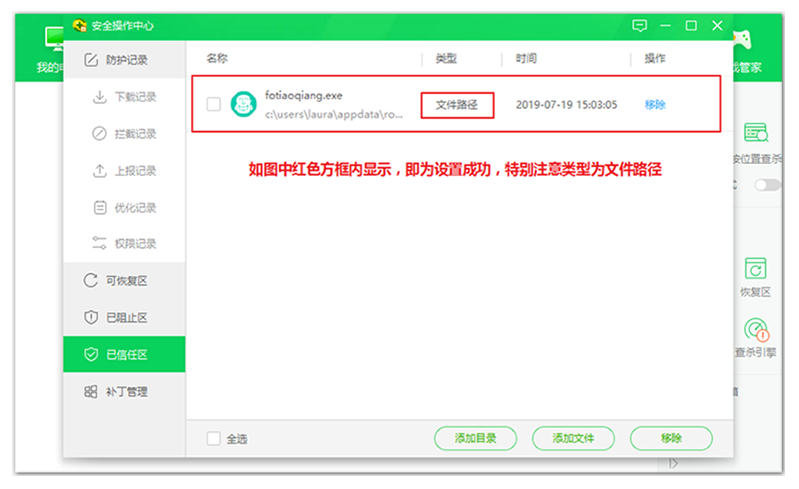 安全操作中心
防护记录
下载记录
拦截记录
上报记录
优化记录
权限记录
可恢复区
已阻止区
已信任区
补丁管理
名称 类型 时间 操作
fotiaoqiang.exe
c:\users\laura\appdata\ro...
文件路径 2019-07-19 15:03:05 移除
如图中红色方框内显示，即为设置成功，特别注意类型为文件路径
全选 添加目录 添加文件 移除
我的电
管家
按位置查杀
恢复区
查杀引擎